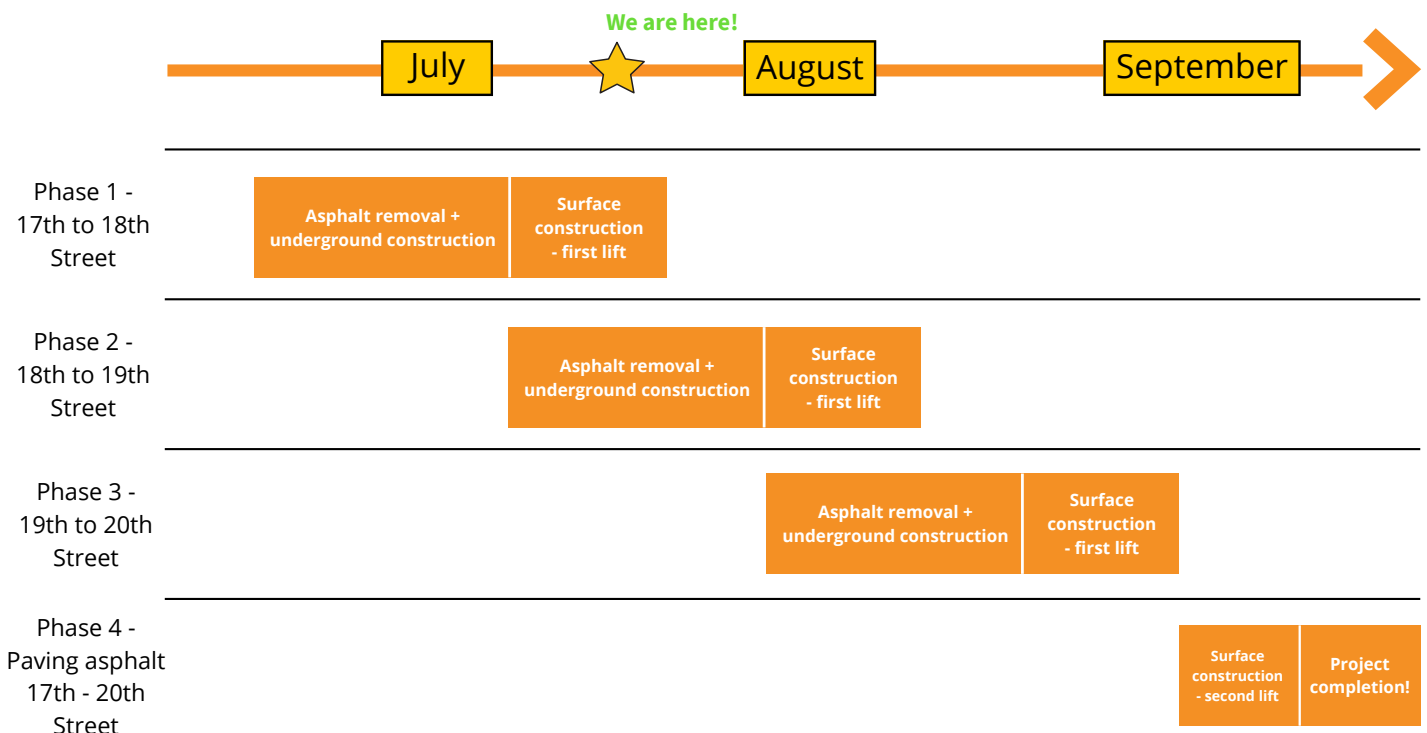 We are here!
July
August
September
Phase 1 -
17th to 18th
Street
Asphalt removal +
underground construction
Surface
construction
- first lift
Phase 2 -
18th to 19th
Street
Asphalt removal +
underground construction
Surface
construction
- first lift
Phase 3 -
19th to 20th
Street
Asphalt removal +
underground construction
Surface
construction
- first lift
Phase 4 -
Paving asphalt
17th - 20th
Street
Surface
construction
- second lift
Project
completion!